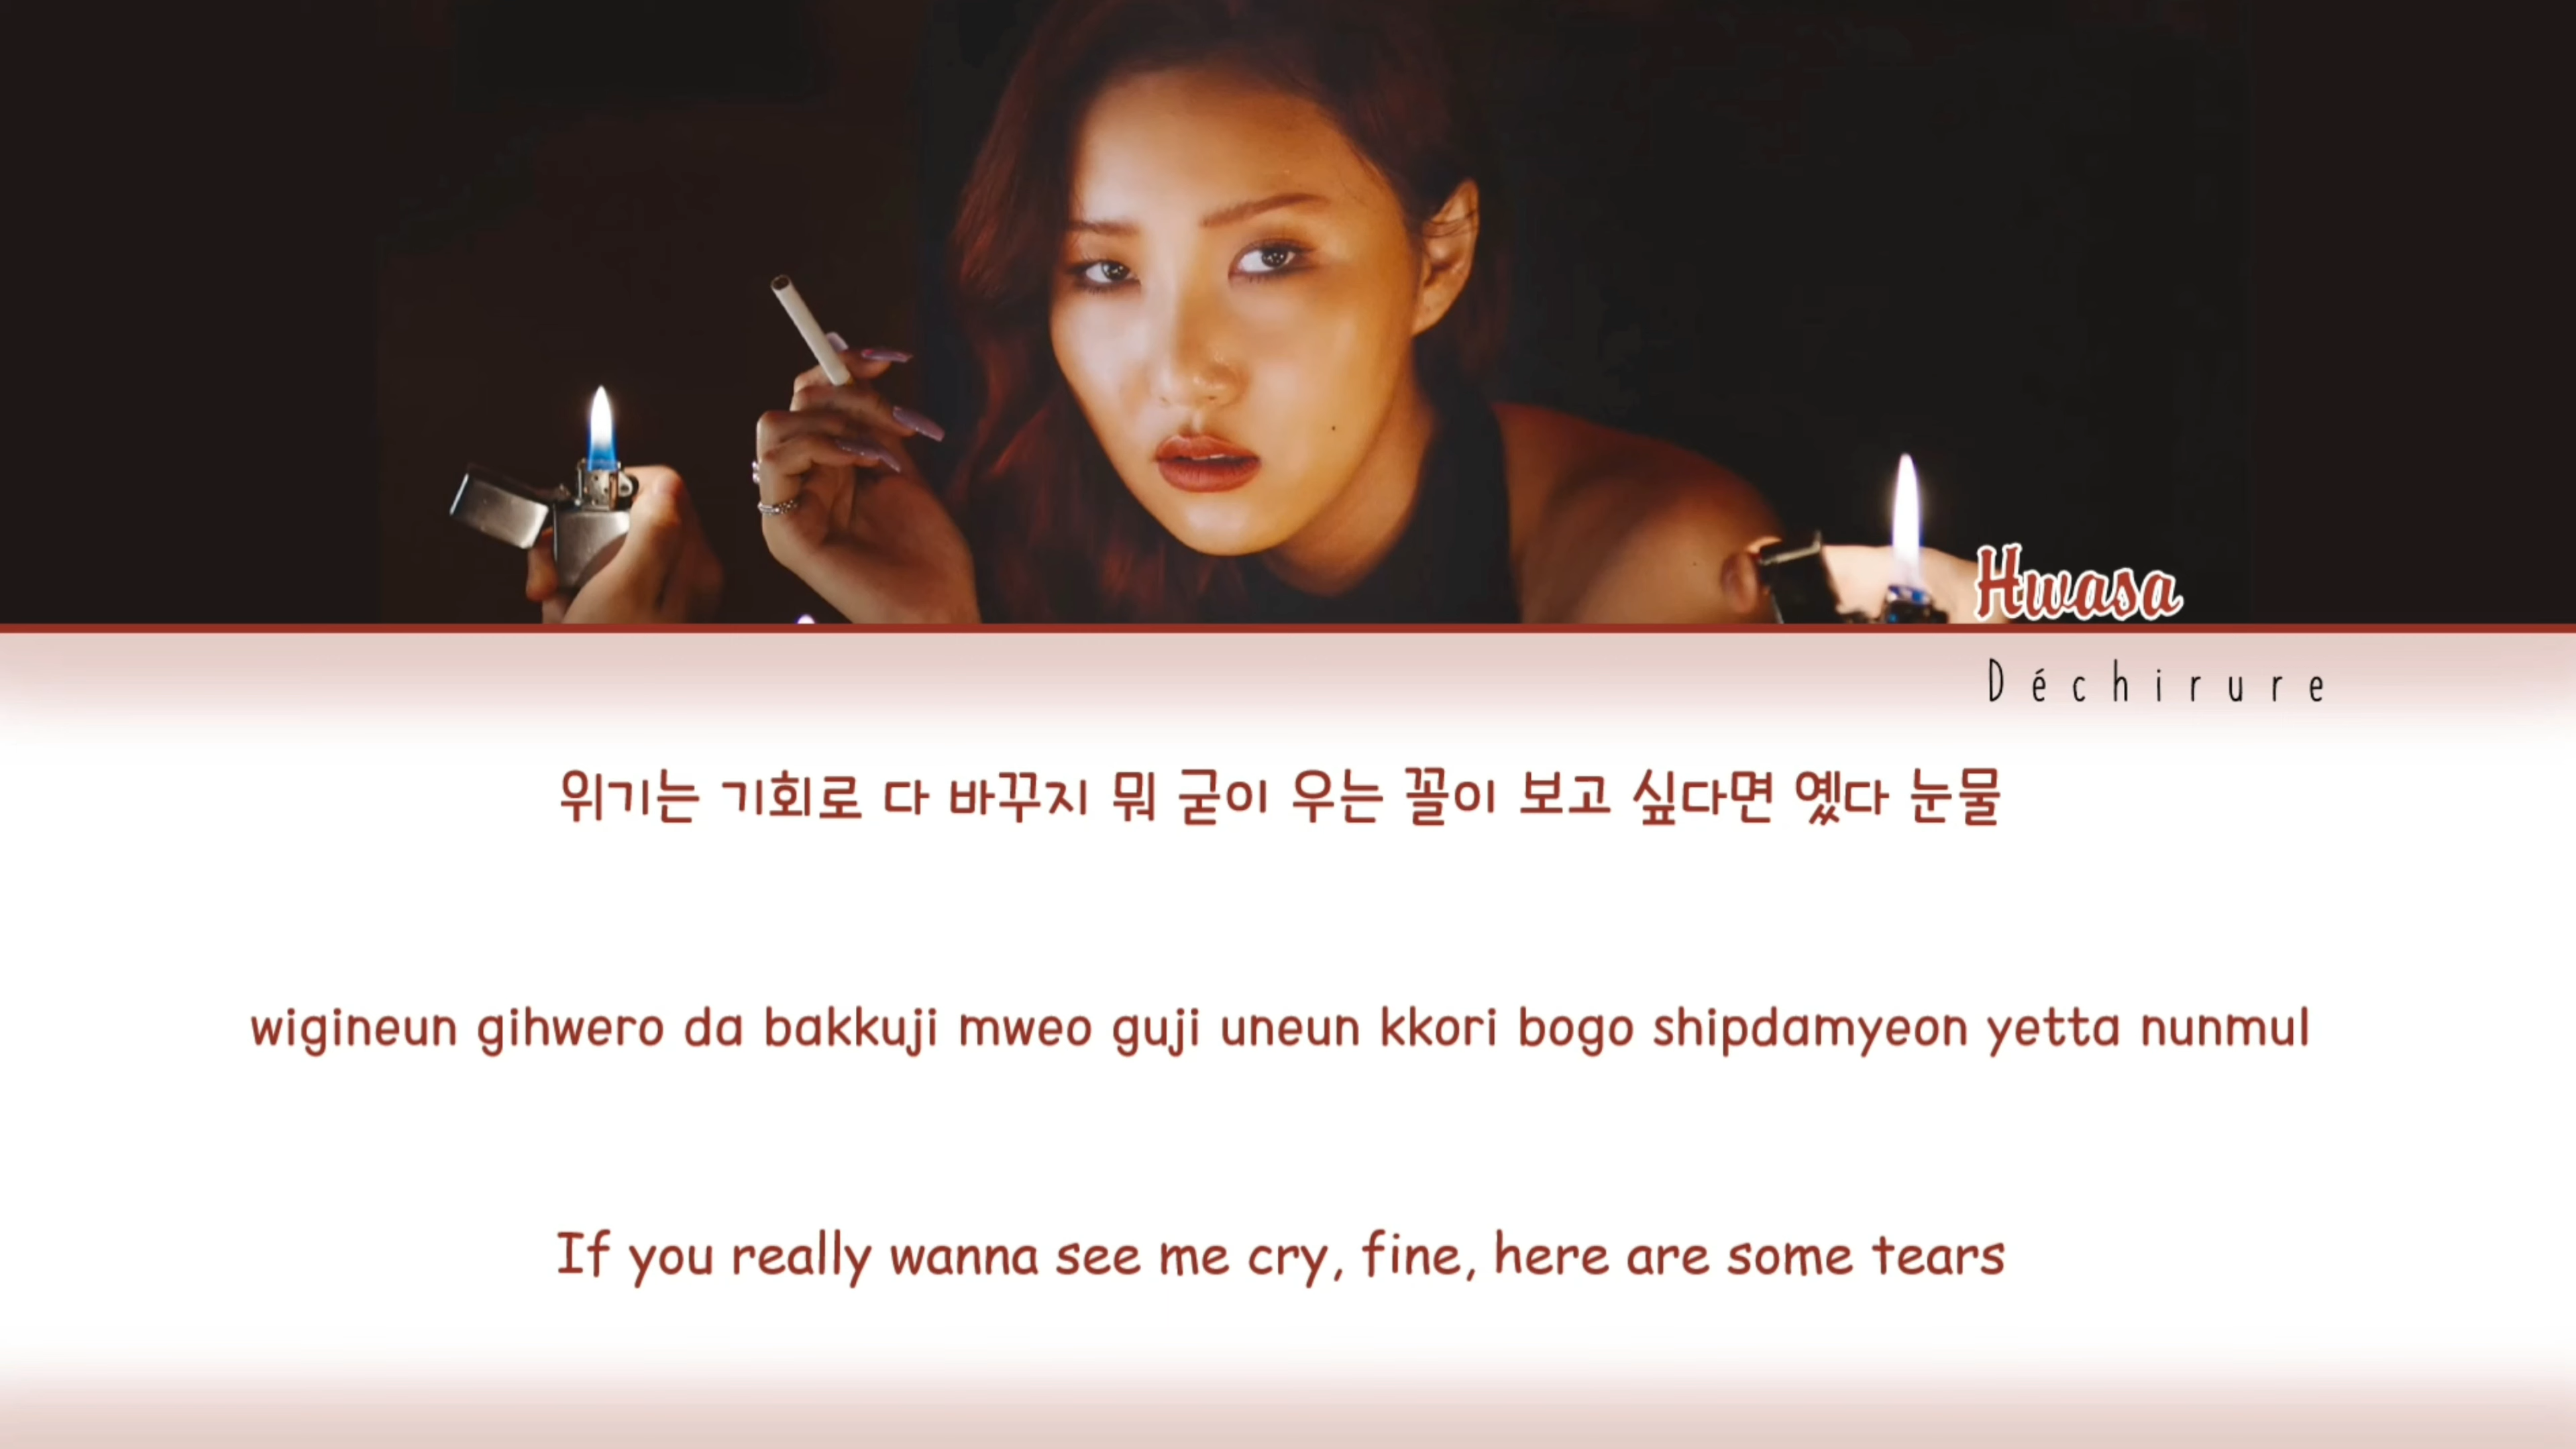 Hwasa
Déchirure
위기는 기회로 다 바꾸지 뭐 굳이 우는 꼴이 보고 싶다면 옜다 눈물
wigineun gihwero da bakkuji mweo guji uneun kkori bogo shipdamyeon yetta nunmul
If you really wanna see me cry, fine, here are some tears